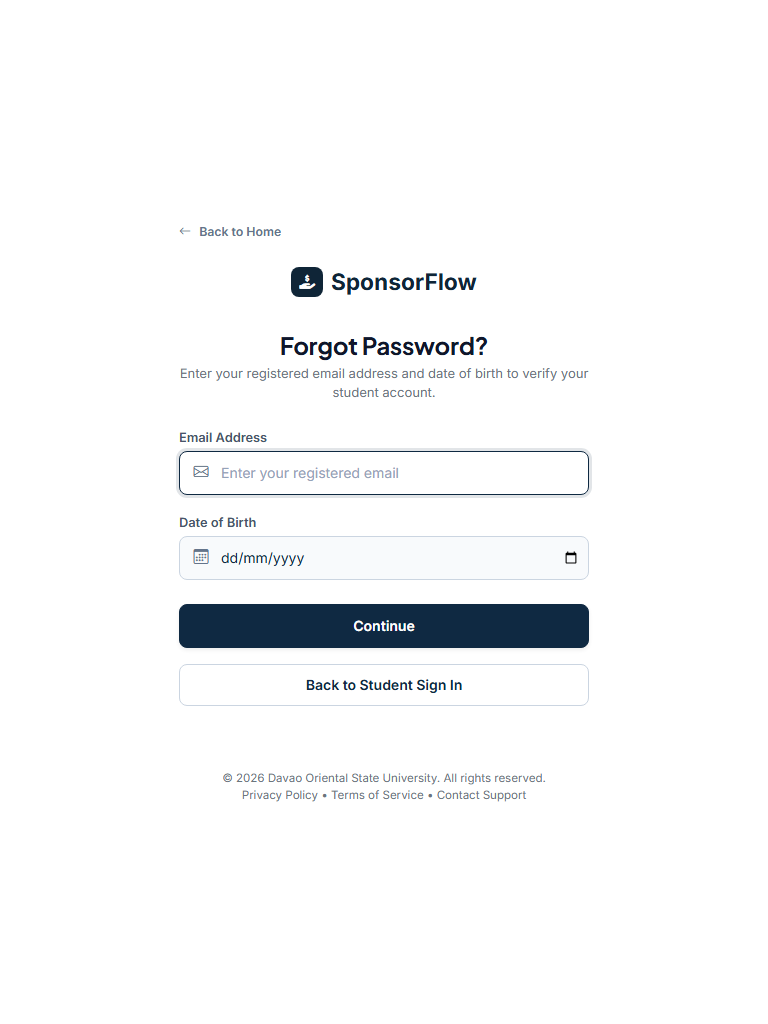 Back to Home
SponsorFlow
Forgot Password?
Enter your registered email address and date of birth to verify your
student account.
Email Address
Enter your registered email
Date of Birth
dd/mm/yyyy
Continue
Back to Student Sign In
© 2026 Davao Oriental State University. All rights reserved.
Privacy Policy • Terms of Service • Contact Support